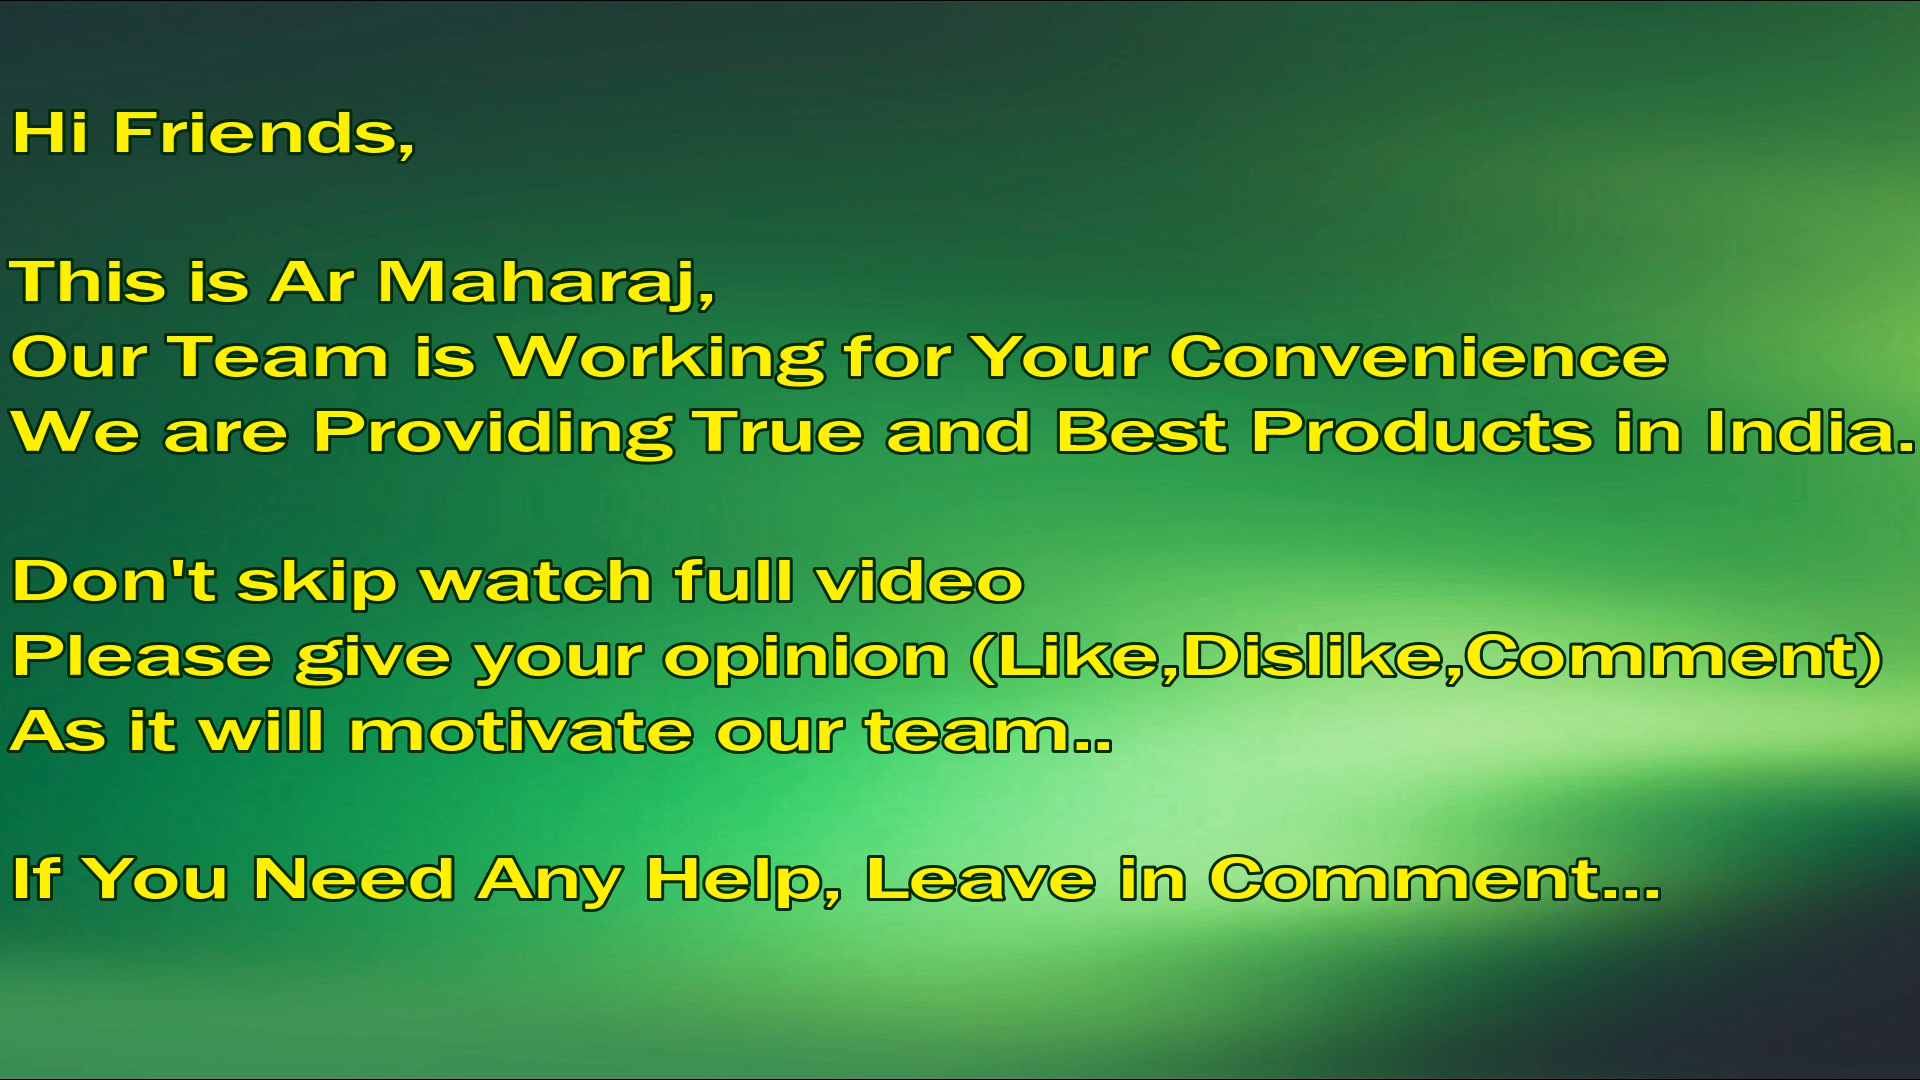 Hi Friends,
This is Ar Maharaj,
Our Team is Working for Your Convenience
We are Providing True and Best Products in India.
Don't skip watch full video
Please give your opinion (Like,Dislike,Comment)
As it will motivate our team..
If You Need Any Help, Leave in Comment...